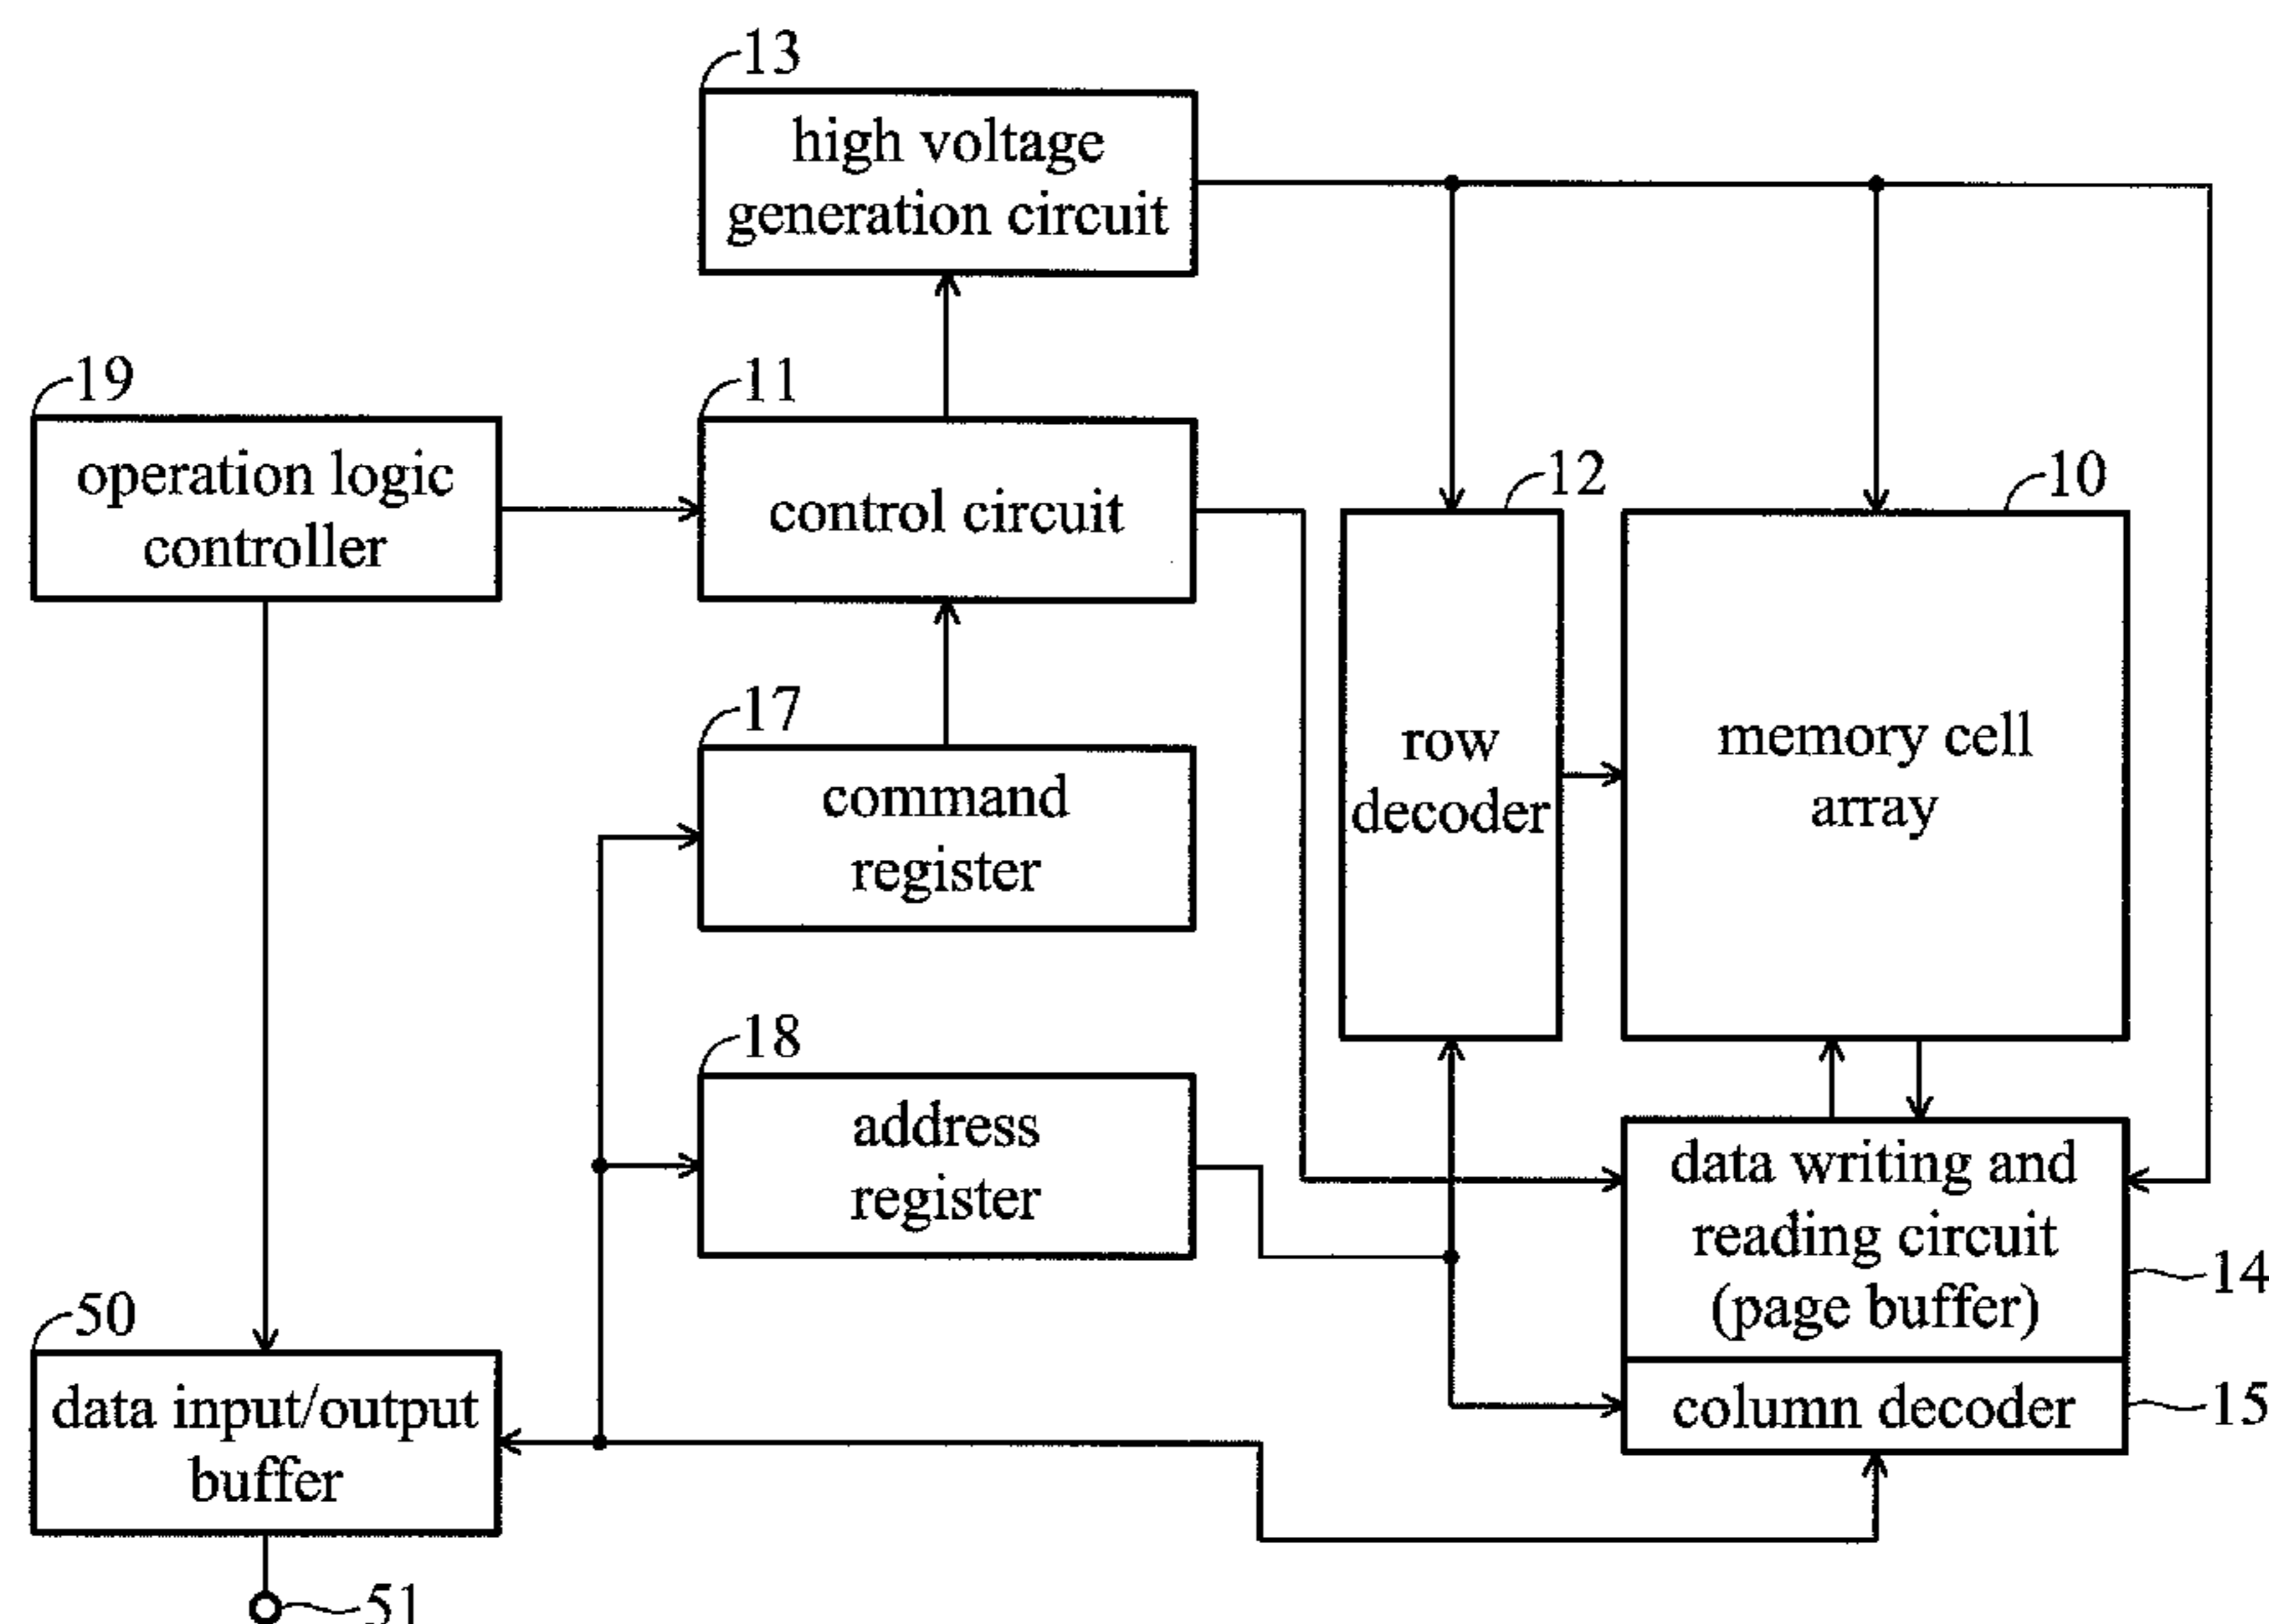 13
high voltage
generation circuit
19
operation logic
controller
11
control circuit
12
row
decoder
10
memory cell
array
17
command
register
18
address
register
data writing and
reading circuit
(page buffer)
14
column decoder
15
50
data input/output
buffer
51